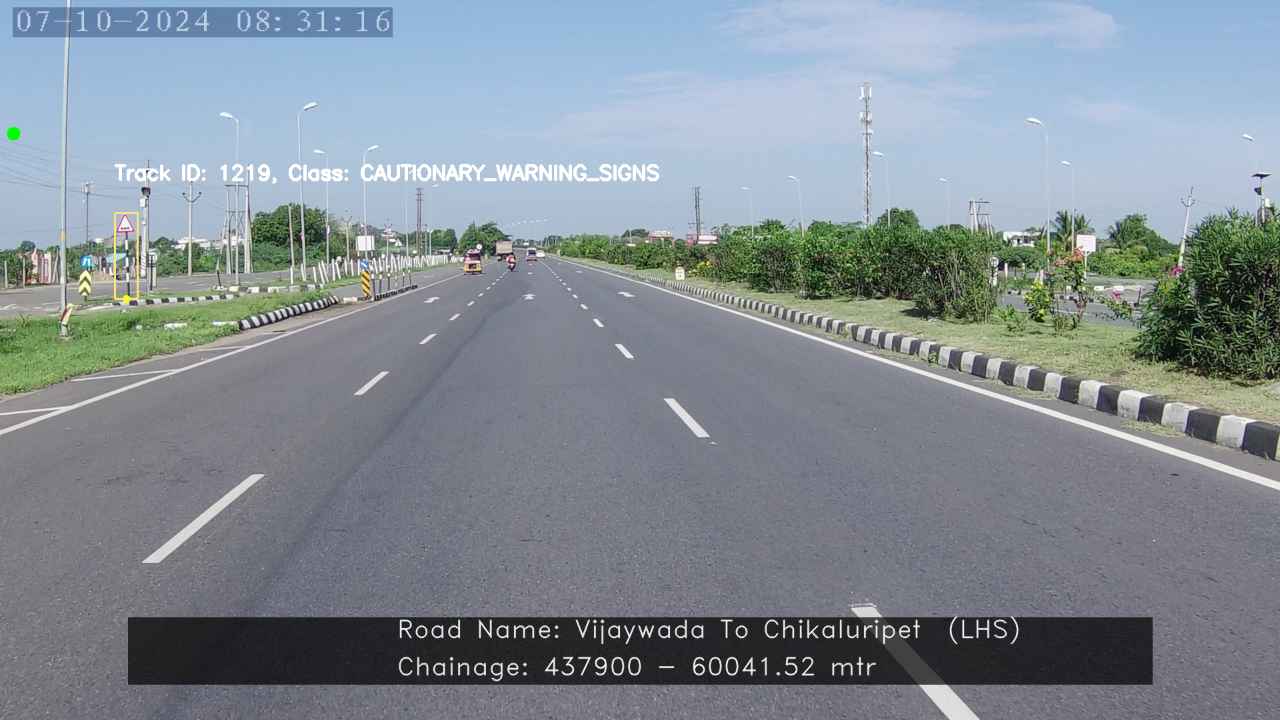 07-10-2024 08:31:16
Track ID: 1219, Class: CAUTIONARY_WARNING_SIGNS
Road Name: Vijaywada To Chikaluripet (LHS)
Chainage: 437900 - 60041.52 mtr